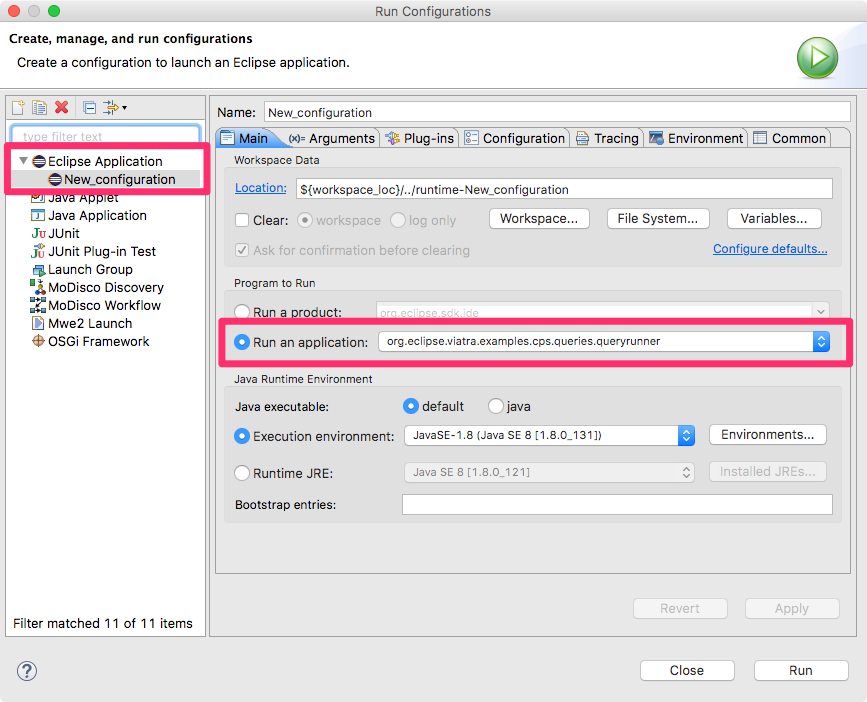 Run Configurations
Create, manage, and run configurations
Create a configuration to launch an Eclipse application.
type filter text
Eclipse Application
New_configuration
Java Applet
Java Application
Ju JUnit
JUnit Plug-in Test
Launch Group
MoDisco Discovery
MoDisco Workflow
Mwe2 Launch
OSGi Framework
Filter matched 11 of 11 items
Name: New_configuration
Main (x)= Arguments Plug-ins Configuration Tracing Environment Common
Workspace Data
Location: ${workspace_loc}/../runtime-New_configuration
Clear: workspace log only Workspace... File System... Variables...
Ask for confirmation before clearing Configure defaults...
Program to Run
Run a product: org.eclipse.sdk.ide
Run an application: org.eclipse.viatra.examples.cps.queries.queryrunner
Java Runtime Environment
Java executable: default java
Execution environment: JavaSE-1.8 (Java SE 8 [1.8.0_131]) Environments...
Runtime JRE: Java SE 8 [1.8.0_121] Installed JREs...
Bootstrap entries:
Revert Apply
? Close Run